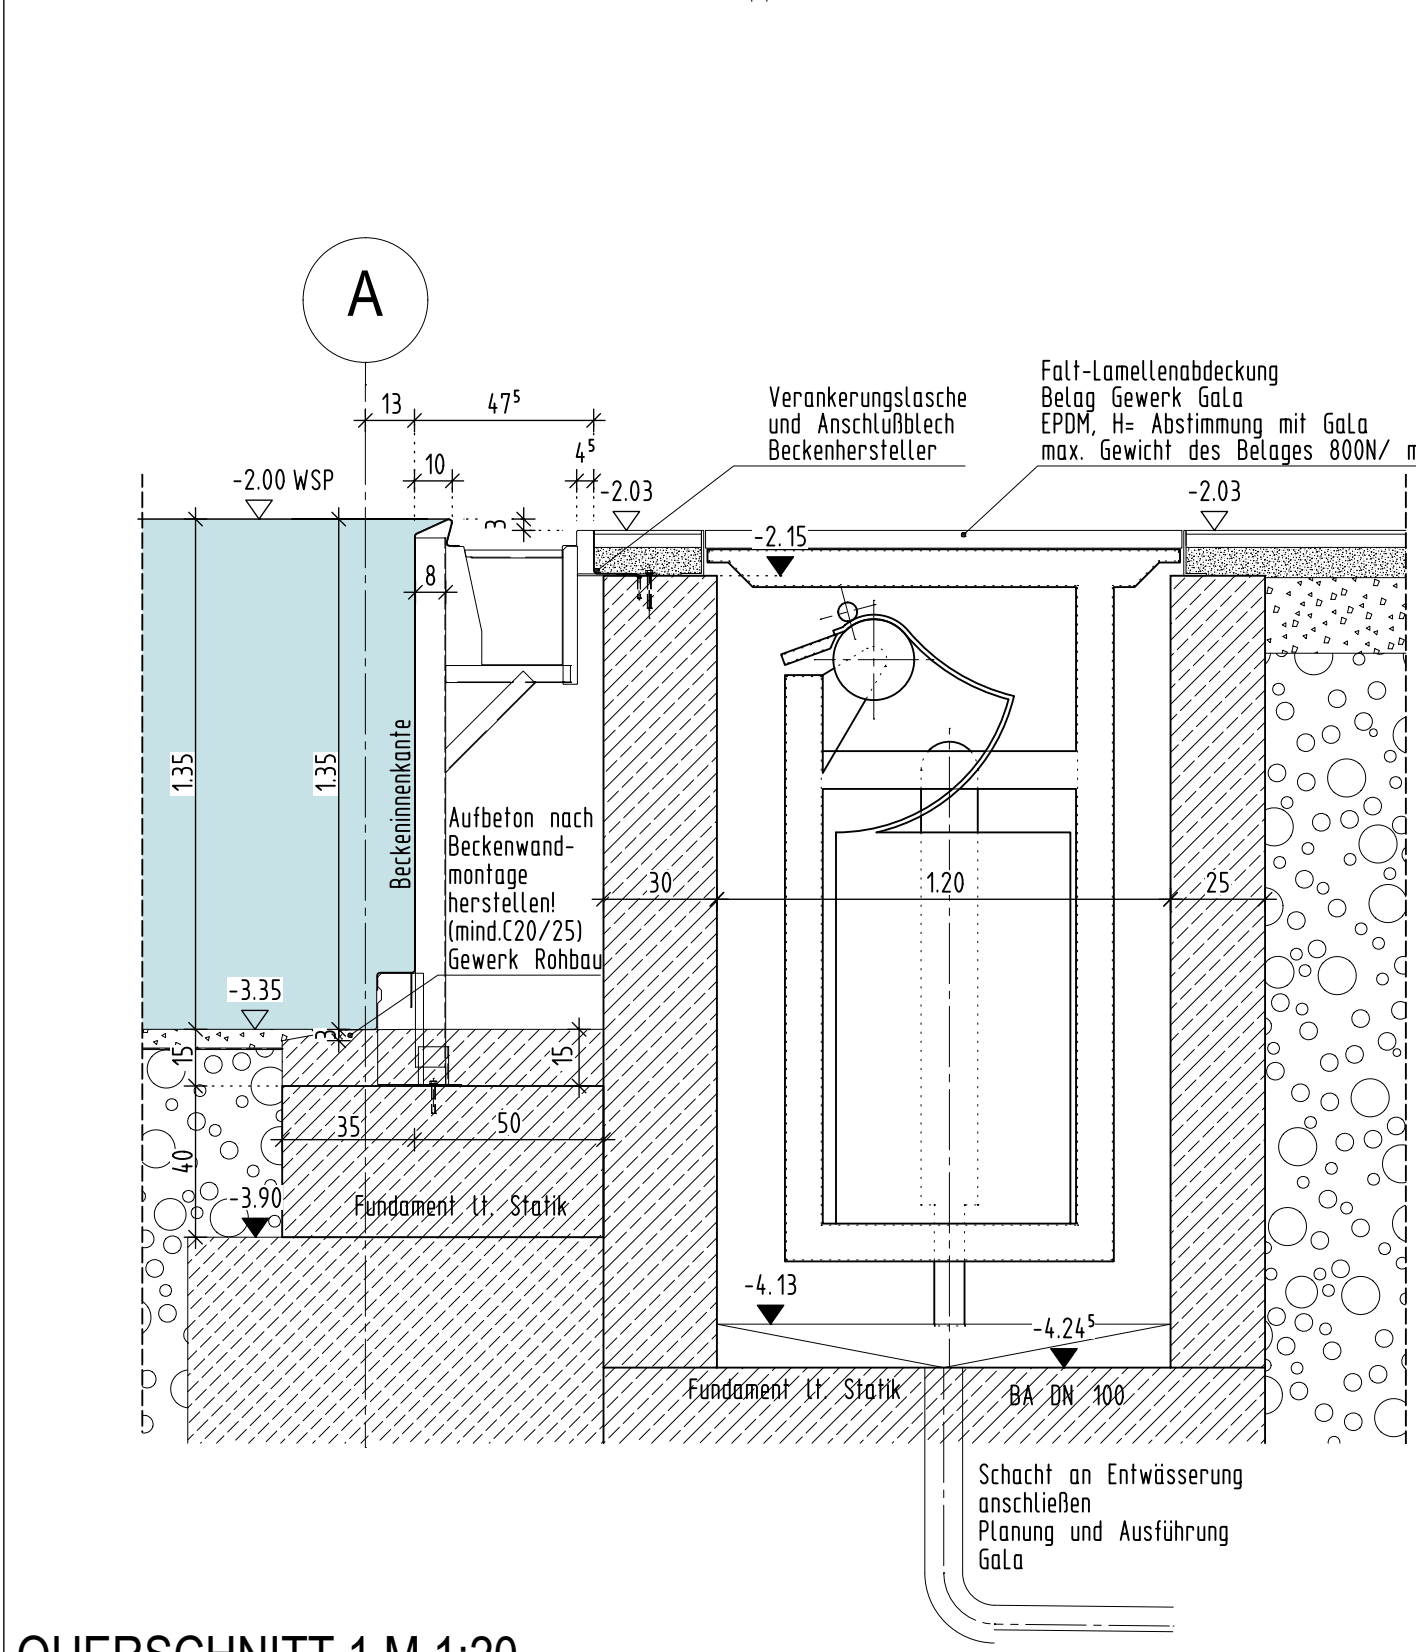 A
13
47⁵
10
4⁵
-2.00 WSP
3
-2.03
Verankerungslasche
und Anschlußblech
Beckenhersteller
Falt-Lamellenabdeckung
Belag Gewerk GaLa
EPDM, H= Abstimmung mit GaLa
max. Gewicht des Belages 800N/
-2.03
-2.15
8
1.35
1.35
Beckeninnenkante
Aufbeton nach
Beckenwand-
montage
herstellen!
(mind.C20/25)
Gewerk Rohbau
30
1.20
25
-3.35
3
15
15
35
50
40
-3.90
Fundament lt. Statik
-4.13
-4.24⁵
Fundament lt. Statik
BA DN 100
Schacht an Entwässerung
anschließen
Planung und Ausführung
GaLa
QUERSCHNITT 1 M 1:20